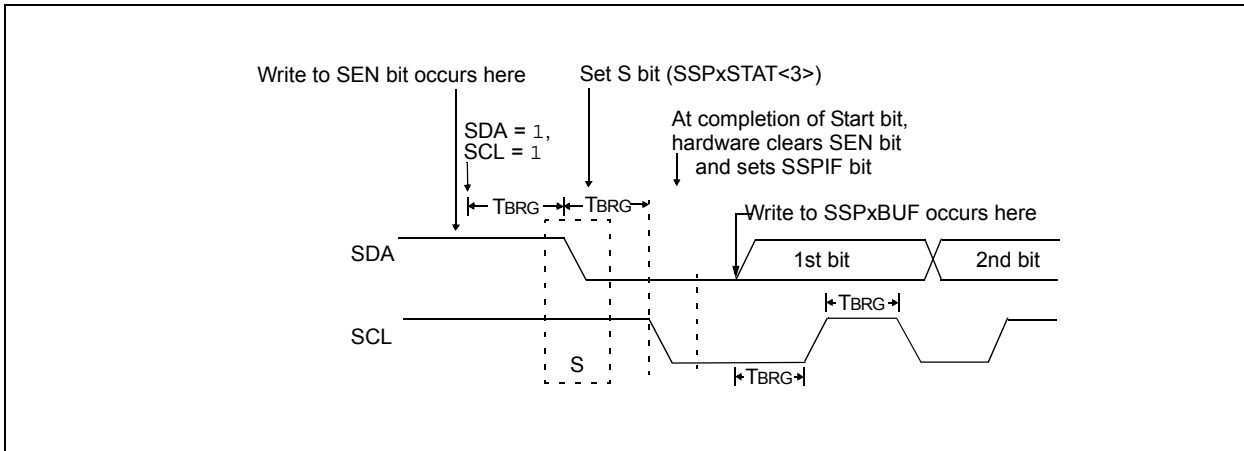 Write to SEN bit occurs here
Set S bit (SSPxSTAT<3>)
SDA = 1,
SCL = 1
At completion of Start bit,
hardware clears SEN bit
and sets SSPIF bit
TBRG
TBRG
Write to SSPxBUF occurs here
SDA
1st bit
2nd bit
TBRG
SCL
S
TBRG